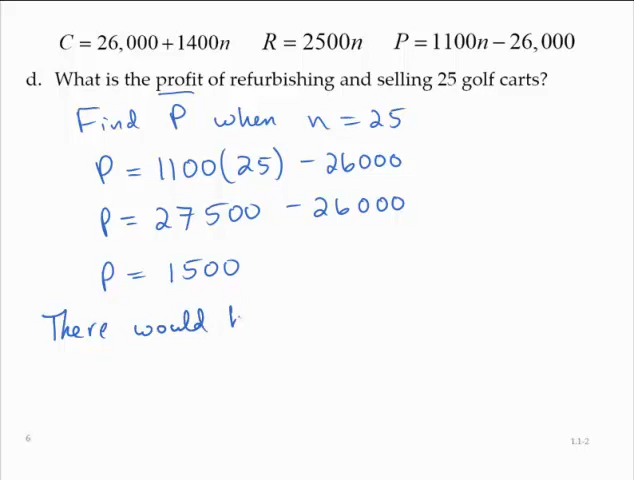 C = 26,000 + 1400n R = 2500n P = 1100n − 26,000
d. What is the profit of refurbishing and selling 25 golf carts?
Find P when n = 25
P = 1100(25) − 26000
P = 27500 − 26000
P = 1500
There would
6 1.1-2